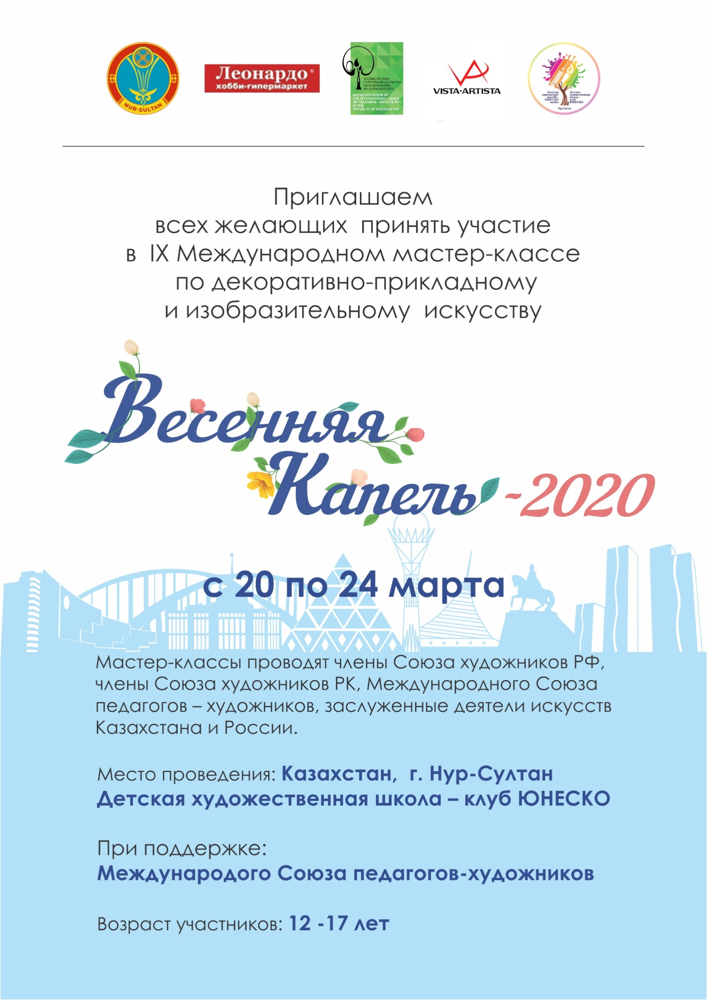 NUR-SULTAN
Леонардо
хобби-гипермаркет
ХАЛЫҚАРАЛЫҚ
СУРЕТШІ-ПЕДАГОГТАР
ОДАҒЫНЫҢ (РФ)
ҚР-ДАҒЫ ӨКІЛДІГІ
REPRESENTATION OF
THE INTERNATIONAL UNION
OF TEACHERS - ARTISTS (RF)
IN THE
REPUBLIC OF KAZAKHSTAN
VISTA·ARTISTA
Детская
художественная
школа –
клуб
ЮНЕСКО
Нур-Султан
Приглашаем
всех желающих принять участие
в IX Международном мастер-классе
по декоративно-прикладному
и изобразительному искусству
Весенняя
Капель -2020
с 20 по 24 марта
Мастер-классы проводят члены Союза художников РФ,
члены Союза художников РК, Международного Союза
педагогов – художников, заслуженные деятели искусств
Казахстана и России.
Место проведения: Казахстан, г. Нур-Султан
Детская художественная школа – клуб ЮНЕСКО
При поддержке:
Международого Союза педагогов-художников
Возраст участников: 12 -17 лет